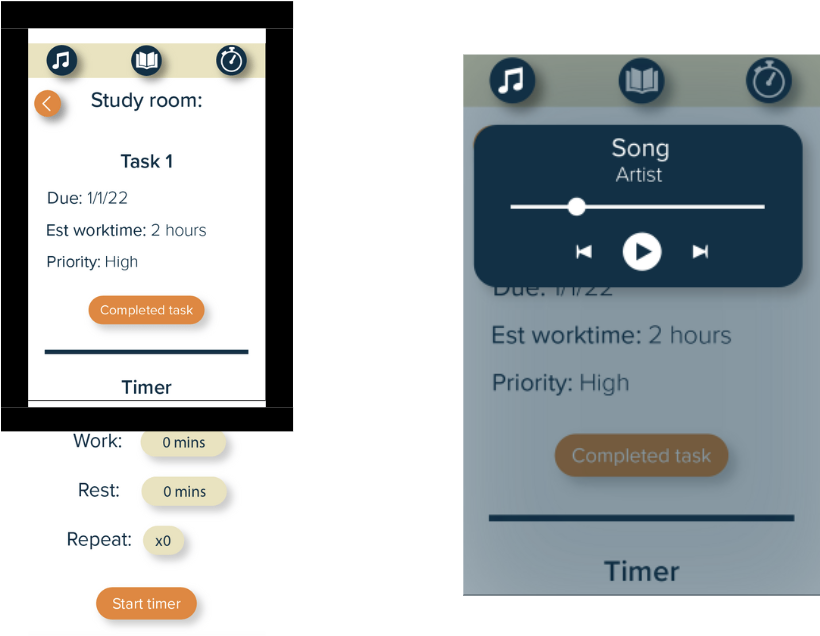 Study room:
Task 1
Due: 1/1/22
Est worktime: 2 hours
Priority: High
Completed task
Timer
Work: 0 mins
Rest: 0 mins
Repeat: x0
Start timer
Song
Artist
Due: 1/1/22
Est worktime: 2 hours
Priority: High
Completed task
Timer